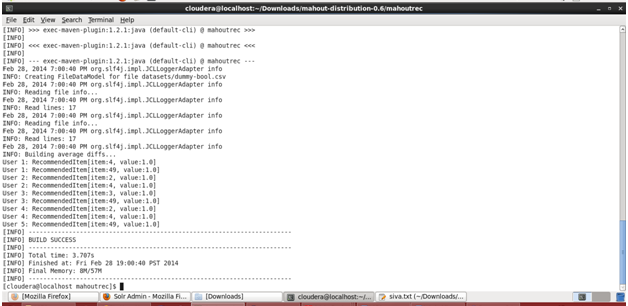 cloudera@localhost:~/Downloads/mahout-distribution-0.6/mahoutrec
File Edit View Search Terminal Help
[INFO] >>> exec-maven-plugin:1.2.1:java (default-cli) @ mahoutrec >>>
[INFO]
[INFO] <<< exec-maven-plugin:1.2.1:java (default-cli) @ mahoutrec <<<
[INFO]
[INFO] --- exec-maven-plugin:1.2.1:java (default-cli) @ mahoutrec ---
Feb 28, 2014 7:00:40 PM org.slf4j.impl.JCLLoggerAdapter info
INFO: Creating FileDataModel for file datasets/dummy-bool.csv
Feb 28, 2014 7:00:40 PM org.slf4j.impl.JCLLoggerAdapter info
INFO: Reading file info...
Feb 28, 2014 7:00:40 PM org.slf4j.impl.JCLLoggerAdapter info
INFO: Read lines: 17
Feb 28, 2014 7:00:40 PM org.slf4j.impl.JCLLoggerAdapter info
INFO: Reading file info...
Feb 28, 2014 7:00:40 PM org.slf4j.impl.JCLLoggerAdapter info
INFO: Read lines: 17
Feb 28, 2014 7:00:40 PM org.slf4j.impl.JCLLoggerAdapter info
INFO: Building average diffs...
User 1: RecommendedItem[item:4, value:1.0]
User 1: RecommendedItem[item:49, value:1.0]
User 2: RecommendedItem[item:2, value:1.0]
User 2: RecommendedItem[item:4, value:1.0]
User 3: RecommendedItem[item:3, value:1.0]
User 3: RecommendedItem[item:49, value:1.0]
User 4: RecommendedItem[item:2, value:1.0]
User 4: RecommendedItem[item:4, value:1.0]
User 5: RecommendedItem[item:49, value:1.0]
[INFO] ------------------------------------------------------------------------
[INFO] BUILD SUCCESS
[INFO] ------------------------------------------------------------------------
[INFO] Total time: 3.707s
[INFO] Finished at: Fri Feb 28 19:00:40 PST 2014
[INFO] Final Memory: 8M/57M
[INFO] ------------------------------------------------------------------------
[cloudera@localhost mahoutrec]$
[Mozilla Firefox] Solr Admin - Mozilla Fi... [Downloads] cloudera@localhost:~/... siva.txt (~/Downloads/...